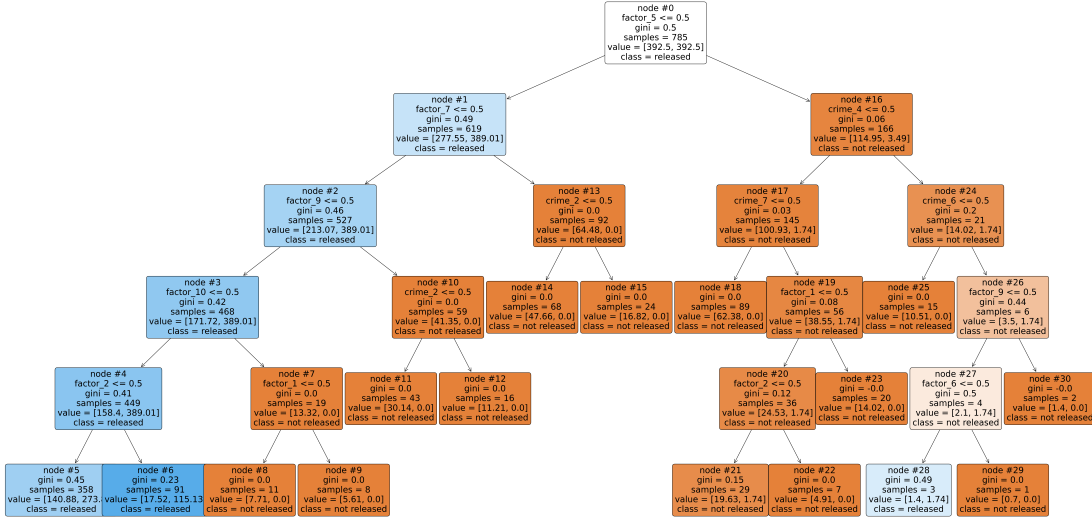 node #0
factor_5 <= 0.5
gini = 0.5
samples = 785
value = [392.5, 392.5]
class = released
node #1
factor_7 <= 0.5
gini = 0.49
samples = 619
value = [277.55, 389.01]
class = released
node #16
crime_4 <= 0.5
gini = 0.06
samples = 166
value = [114.95, 3.49]
class = not released
node #2
factor_9 <= 0.5
gini = 0.46
samples = 527
value = [213.07, 389.01]
class = released
node #13
crime_2 <= 0.5
gini = 0.0
samples = 92
value = [64.48, 0.0]
class = not released
node #17
crime_7 <= 0.5
gini = 0.03
samples = 145
value = [100.93, 1.74]
class = not released
node #24
crime_6 <= 0.5
gini = 0.2
samples = 21
value = [14.02, 1.74]
class = not released
node #3
factor_10 <= 0.5
gini = 0.42
samples = 468
value = [171.72, 389.01]
class = released
node #10
crime_2 <= 0.5
gini = 0.0
samples = 59
value = [41.35, 0.0]
class = not released
node #14
gini = 0.0
samples = 68
value = [47.66, 0.0]
class = not released
node #15
gini = 0.0
samples = 24
value = [16.82, 0.0]
class = not released
node #18
gini = 0.0
samples = 89
value = [62.38, 0.0]
class = not released
node #19
factor_1 <= 0.5
gini = 0.08
samples = 56
value = [38.55, 1.74]
class = not released
node #25
gini = 0.0
samples = 15
value = [10.51, 0.0]
class = not released
node #26
factor_9 <= 0.5
gini = 0.44
samples = 6
value = [3.5, 1.74]
class = not released
node #4
factor_2 <= 0.5
gini = 0.41
samples = 449
value = [158.4, 389.01]
class = released
node #7
factor_1 <= 0.5
gini = 0.0
samples = 19
value = [13.32, 0.0]
class = not released
node #11
gini = 0.0
samples = 43
value = [30.14, 0.0]
class = not released
node #12
gini = 0.0
samples = 16
value = [11.21, 0.0]
class = not released
node #20
factor_2 <= 0.5
gini = 0.12
samples = 36
value = [24.53, 1.74]
class = not released
node #23
gini = -0.0
samples = 20
value = [14.02, 0.0]
class = not released
node #27
factor_6 <= 0.5
gini = 0.5
samples = 4
value = [2.1, 1.74]
class = not released
node #30
gini = -0.0
samples = 2
value = [1.4, 0.0]
class = not released
node #5
gini = 0.45
samples = 358
value = [140.88, 273.
class = released
node #6
gini = 0.23
samples = 91
value = [17.52, 115.13
class = released
node #8
gini = 0.0
samples = 11
value = [7.71, 0.0]
class = not released
node #9
gini = 0.0
samples = 8
value = [5.61, 0.0]
class = not released
node #21
gini = 0.15
samples = 29
value = [19.63, 1.74]
class = not released
node #22
gini = 0.0
samples = 7
value = [4.91, 0.0]
class = not released
node #28
gini = 0.49
samples = 3
value = [1.4, 1.74]
class = released
node #29
gini = 0.0
samples = 1
value = [0.7, 0.0]
class = not released